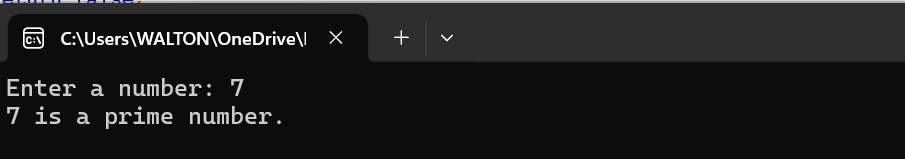 C:\Users\WALTON\OneDrive\
Enter a number: 7
7 is a prime number.